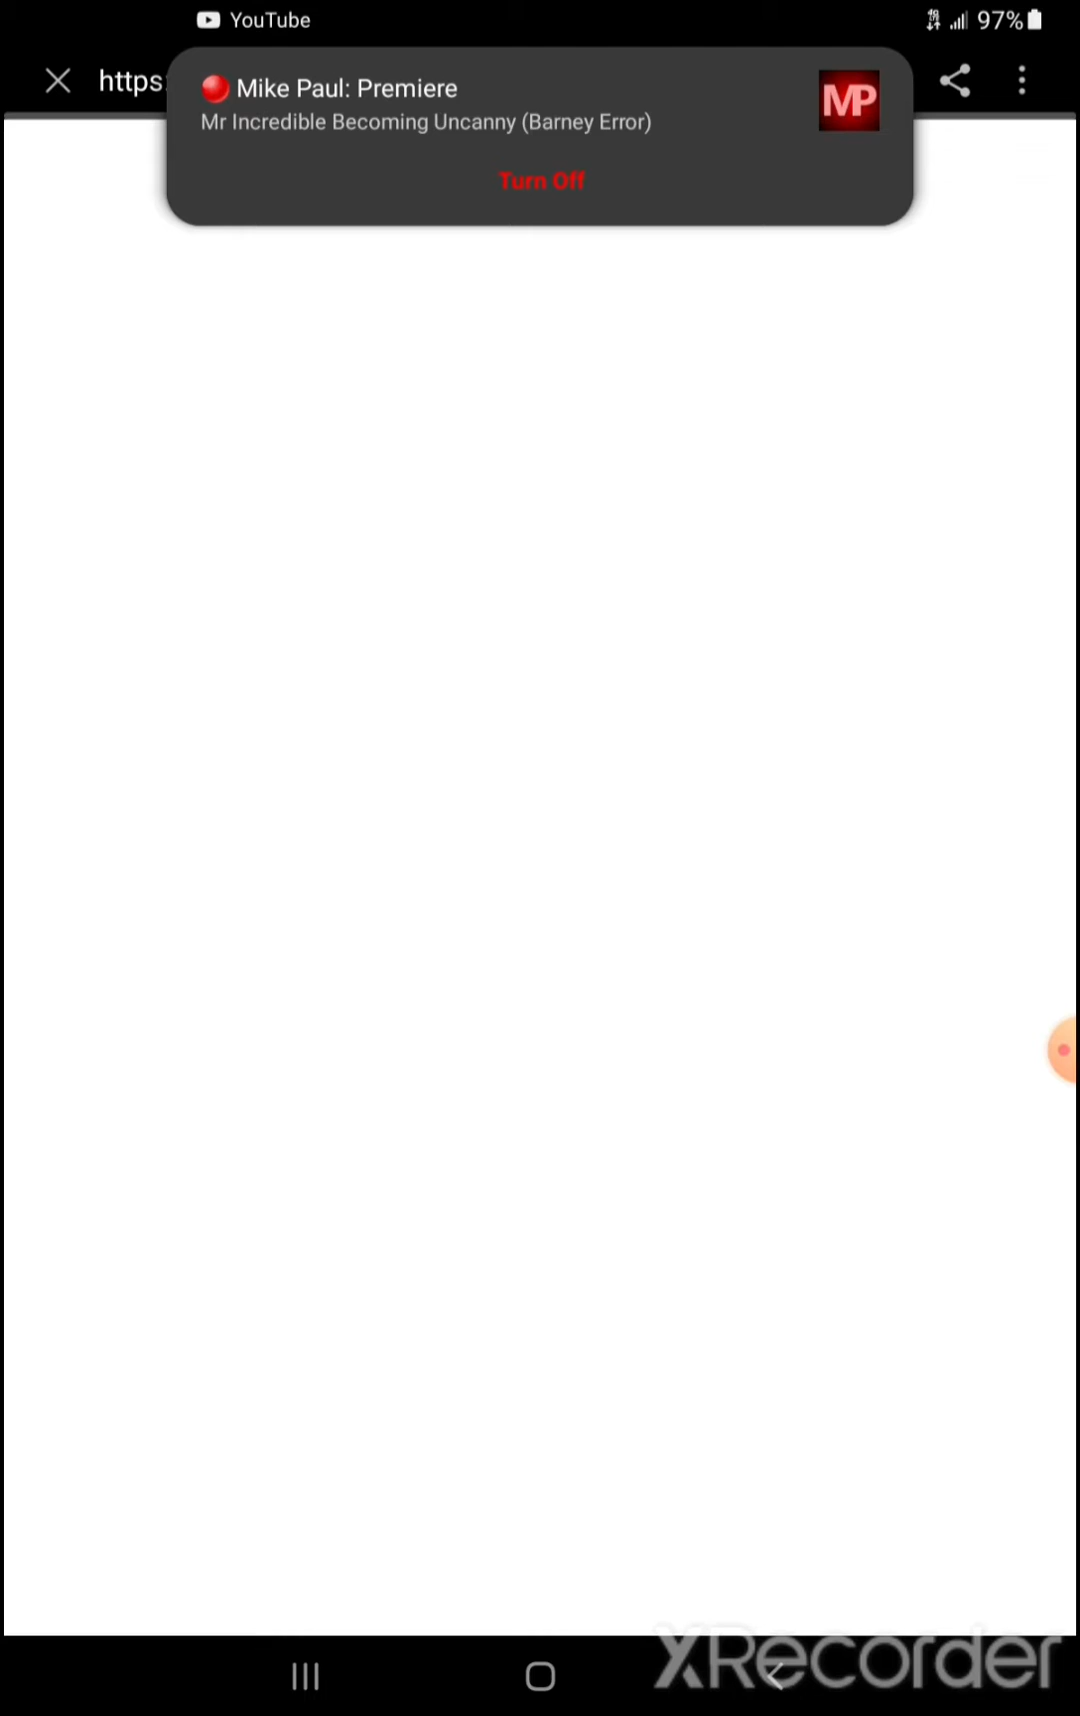 YouTube
97%
https:
Mike Paul: Premiere
MP
Mr Incredible Becoming Uncanny (Barney Error)
Turn Off
XRecorder